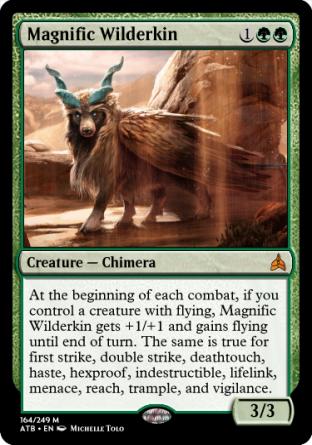 Magnific Wilderkin 1
Creature — Chimera
At the beginning of each combat, if you
control a creature with flying, Magnific
Wilderkin gets +1/+1 and gains flying
until end of turn. The same is true for
first strike, double strike, deathtouch,
haste, hexproof, indestructible, lifelink,
menace, reach, trample, and vigilance.
3/3
164/249 M
ATB • EN MICHELLE TOLO